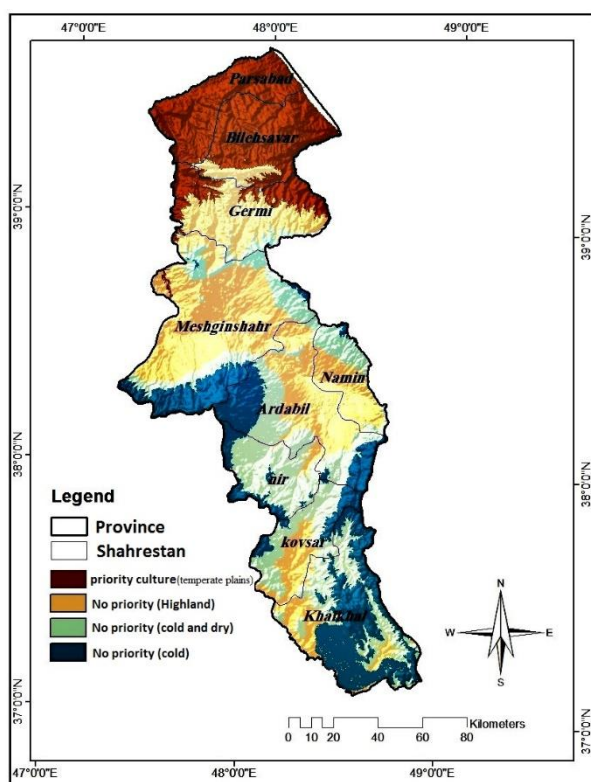 47°0'0"E 48°0'0"E 49°0'0"E
Parsabad
Bilehsavar
39°0'0"N
Germi
39°0'0"N
Meshginshahr
Namin
Ardabil
38°0'0"N
nir
38°0'0"N
Legend
Province
Shahrestan
kovsar
priority culture(temperate plains)
No priority (Highland)
Khalkhal
No priority (cold and dry)
No priority (cold)
N
W E
S
37°0'0"N
37°0'0"N
Kilometers
0 10 20 40 60 80
47°0'0"E 48°0'0"E 49°0'0"E